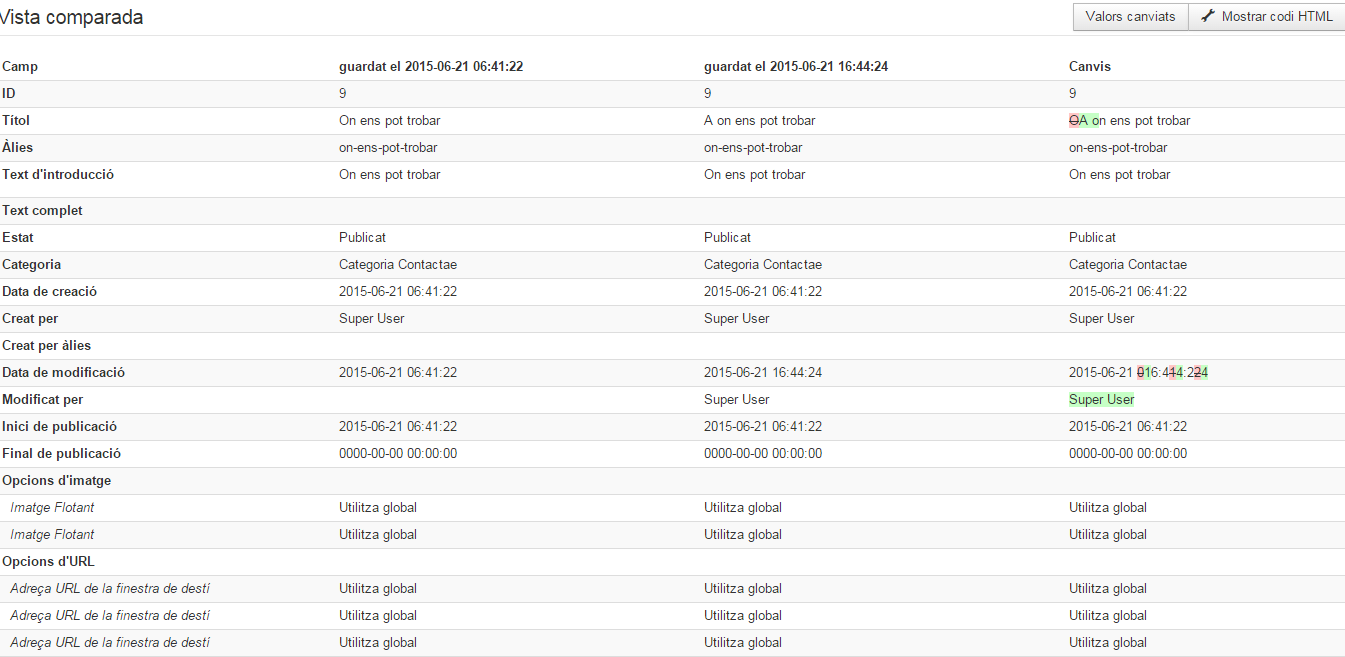 Vista comparada
Valors canviats Mostrar codi HTML
Camp guardat el 2015-06-21 06:41:22 guardat el 2015-06-21 16:44:24 Canvis
ID 9 9 9
Títol On ens pot trobar A on ens pot trobar OA on ens pot trobar
Àlies on-ens-pot-trobar on-ens-pot-trobar on-ens-pot-trobar
Text d'introducció On ens pot trobar On ens pot trobar On ens pot trobar
Text complet
Estat Publicat Publicat Publicat
Categoria Categoria Contactae Categoria Contactae Categoria Contactae
Data de creació 2015-06-21 06:41:22 2015-06-21 06:41:22 2015-06-21 06:41:22
Creat per Super User Super User Super User
Creat per àlies
Data de modificació 2015-06-21 06:41:22 2015-06-21 16:44:24 2015-06-21 016:414:224
Modificat per Super User Super User
Inici de publicació 2015-06-21 06:41:22 2015-06-21 06:41:22 2015-06-21 06:41:22
Final de publicació 0000-00-00 00:00:00 0000-00-00 00:00:00 0000-00-00 00:00:00
Opcions d'imatge
Imatge Flotant Utilitza global Utilitza global Utilitza global
Imatge Flotant Utilitza global Utilitza global Utilitza global
Opcions d'URL
Adreça URL de la finestra de destí Utilitza global Utilitza global Utilitza global
Adreça URL de la finestra de destí Utilitza global Utilitza global Utilitza global
Adreça URL de la finestra de destí Utilitza global Utilitza global Utilitza global